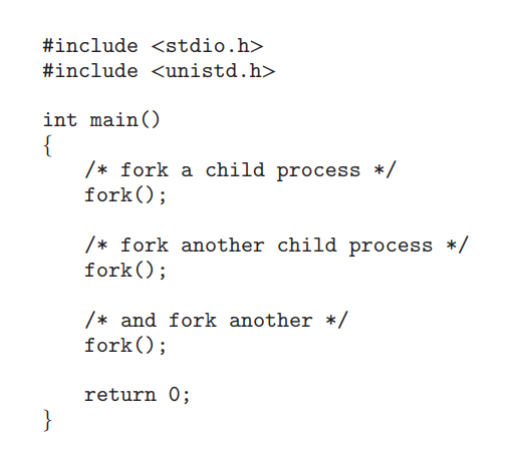 #include <stdio.h>
#include <unistd.h>
int main()
{
/* fork a child process */
fork();
/* fork another child process */
fork();
/* and fork another */
fork();
return 0;
}